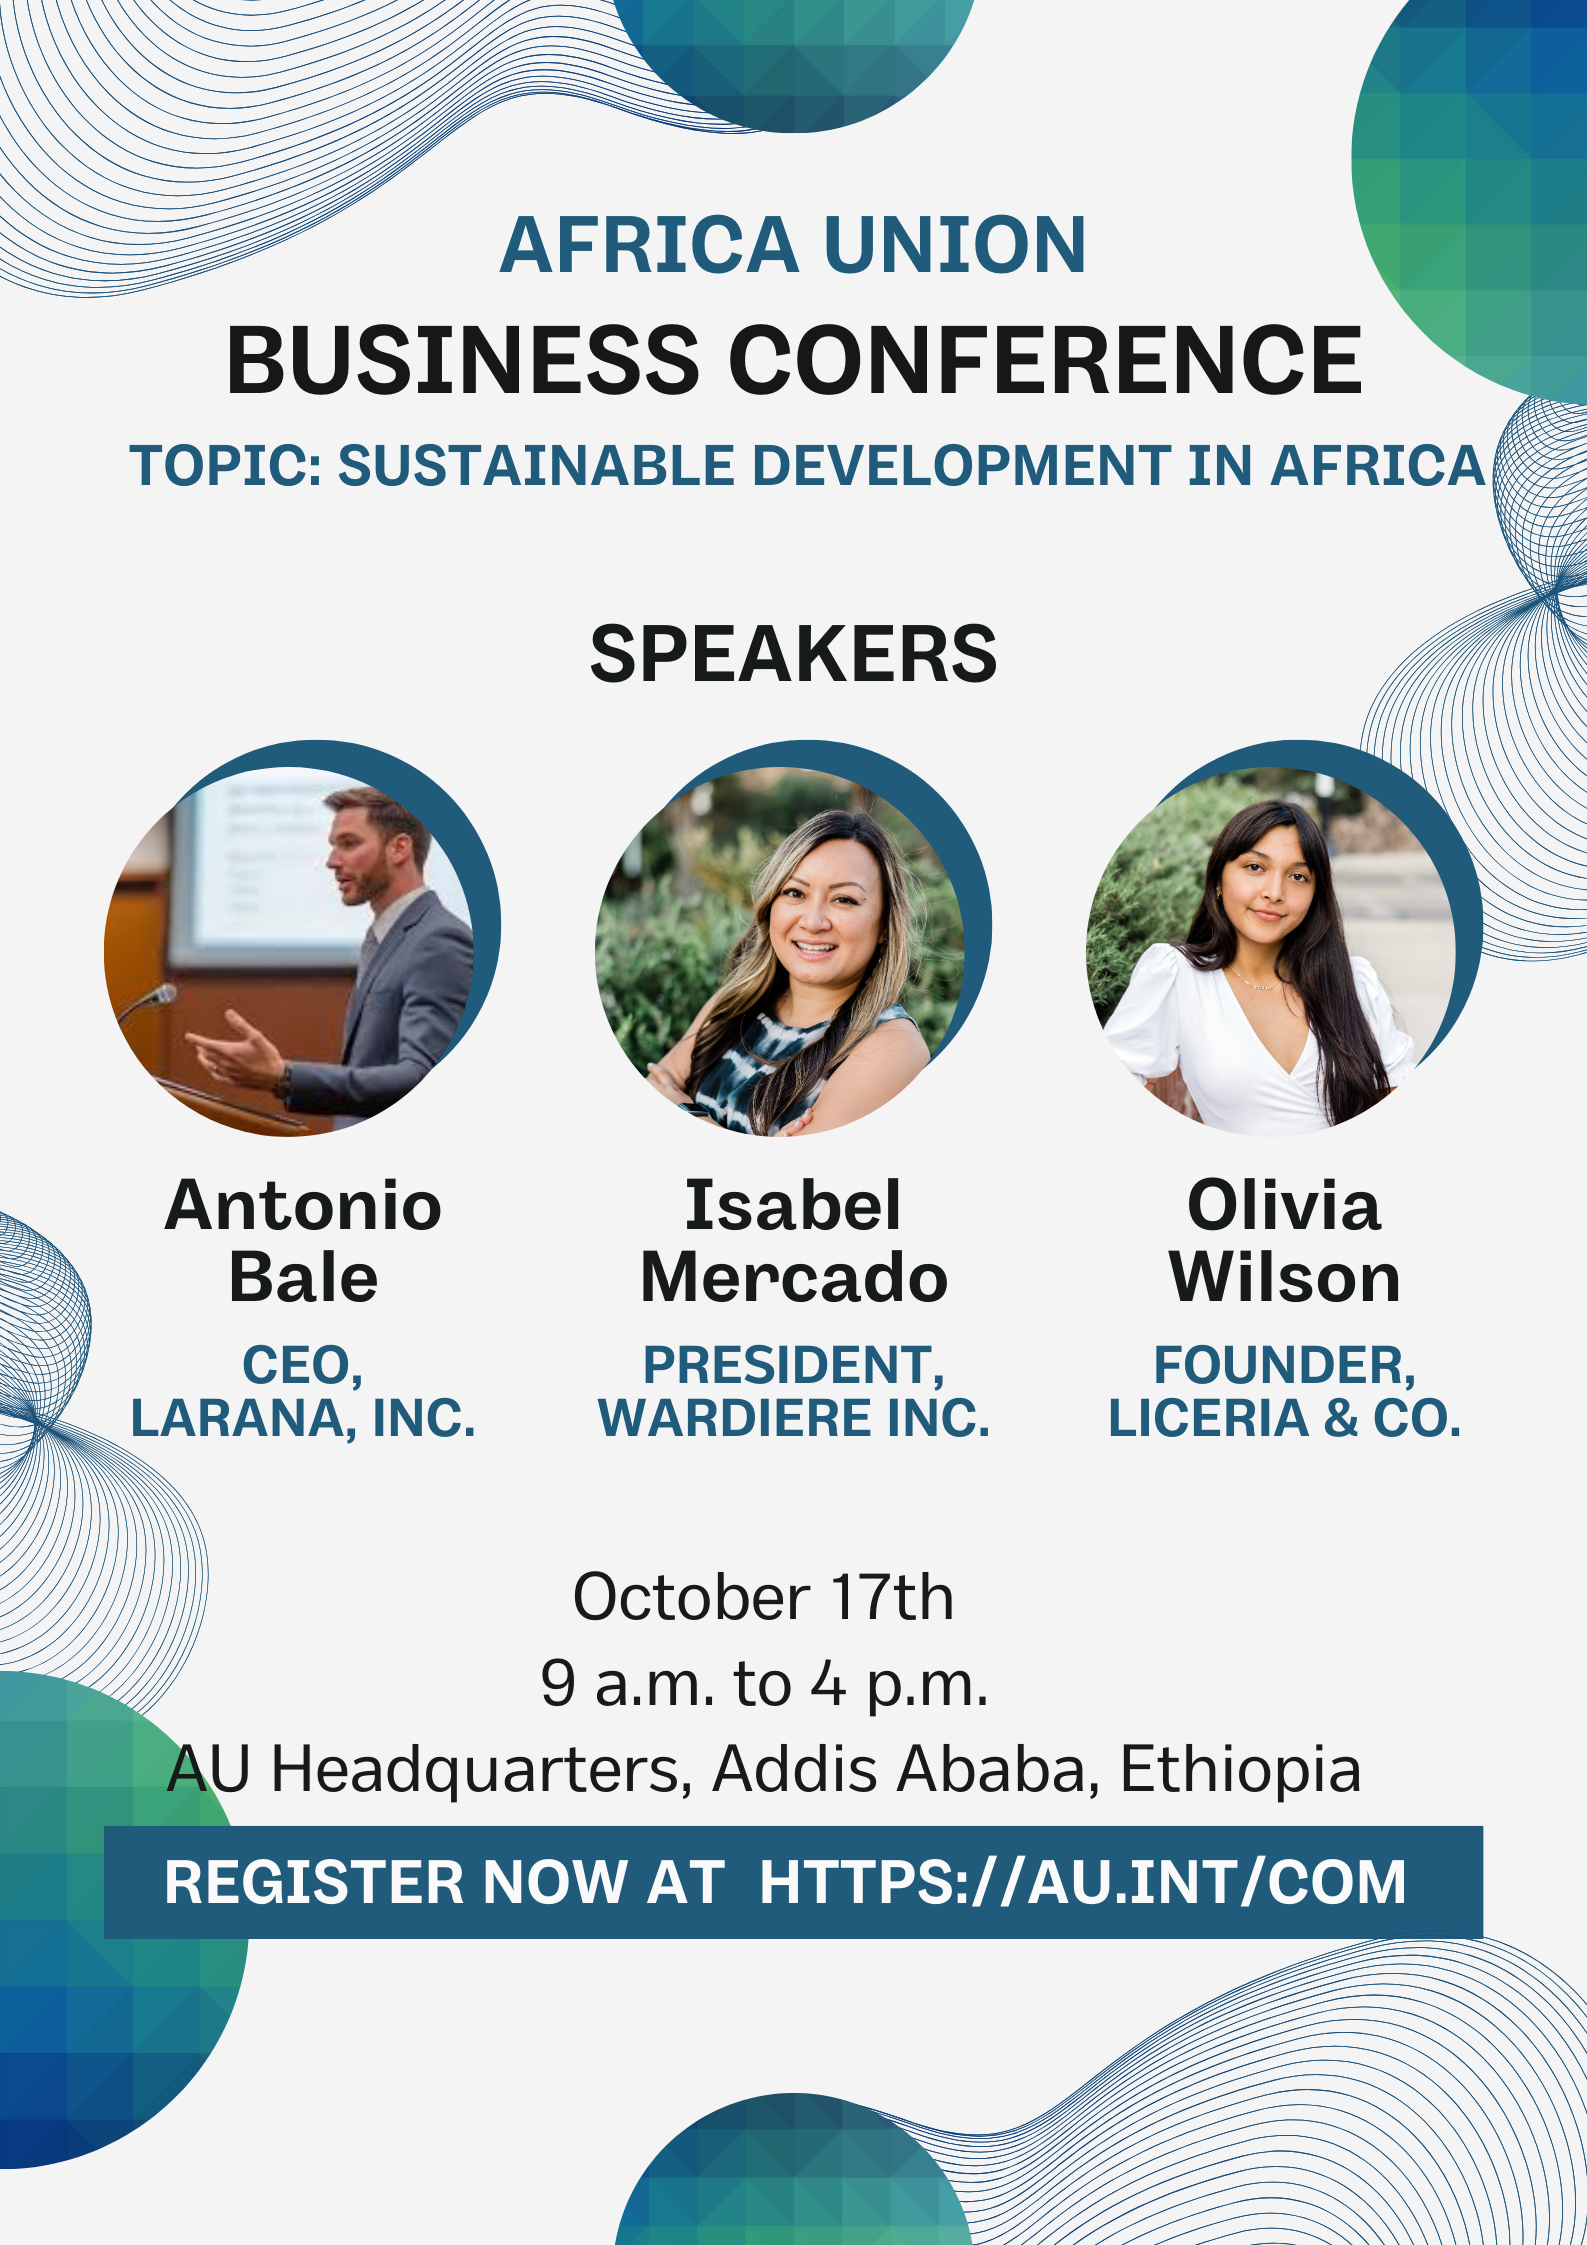 AFRICA UNION
BUSINESS CONFERENCE
TOPIC: SUSTAINABLE DEVELOPMENT IN AFRICA
SPEAKERS
Antonio
Bale
CEO,
LARANA, INC.
Isabel
Mercado
PRESIDENT,
WARDIERE INC.
Olivia
Wilson
FOUNDER,
LICERIA & CO.
October 17th
9 a.m. to 4 p.m.
AU Headquarters, Addis Ababa, Ethiopia
REGISTER NOW AT HTTPS://AU.INT/COM